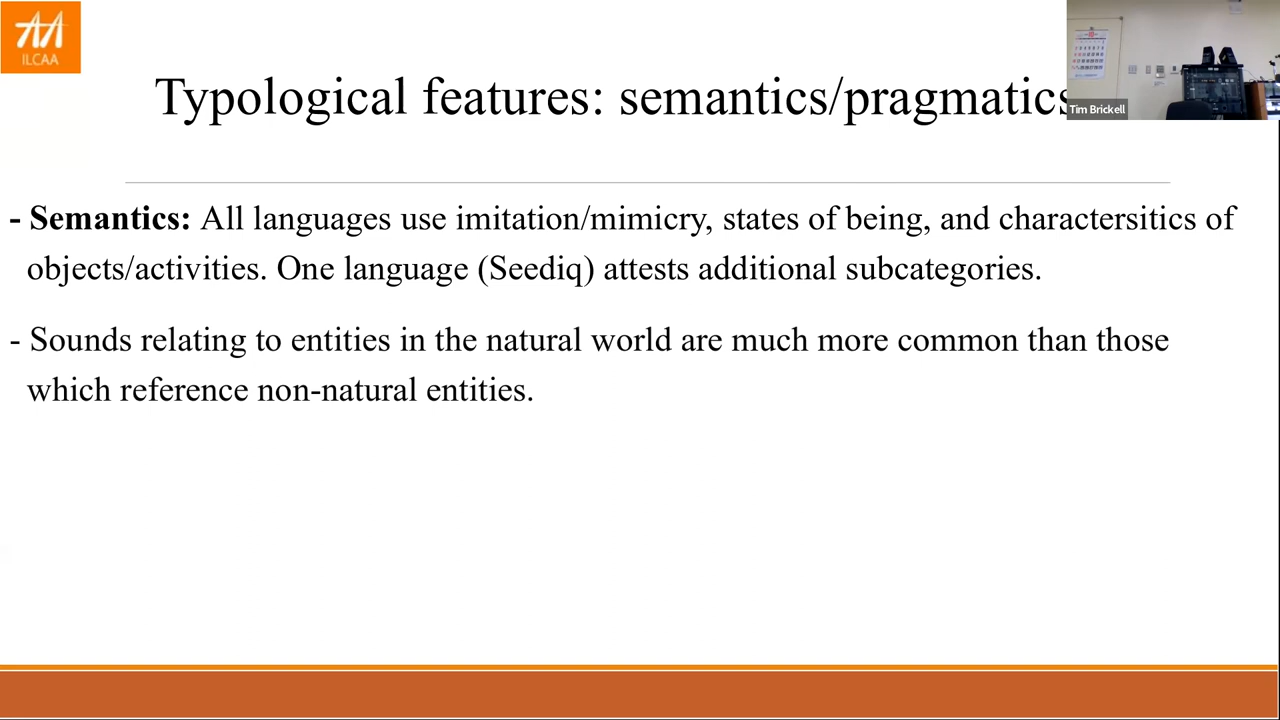 ILCAA
Typological features: semantics/pragmatics
Tim Brickell
- Semantics: All languages use imitation/mimicry, states of being, and charactersitics of
objects/activities. One language (Seediq) attests additional subcategories.
- Sounds relating to entities in the natural world are much more common than those
which reference non-natural entities.